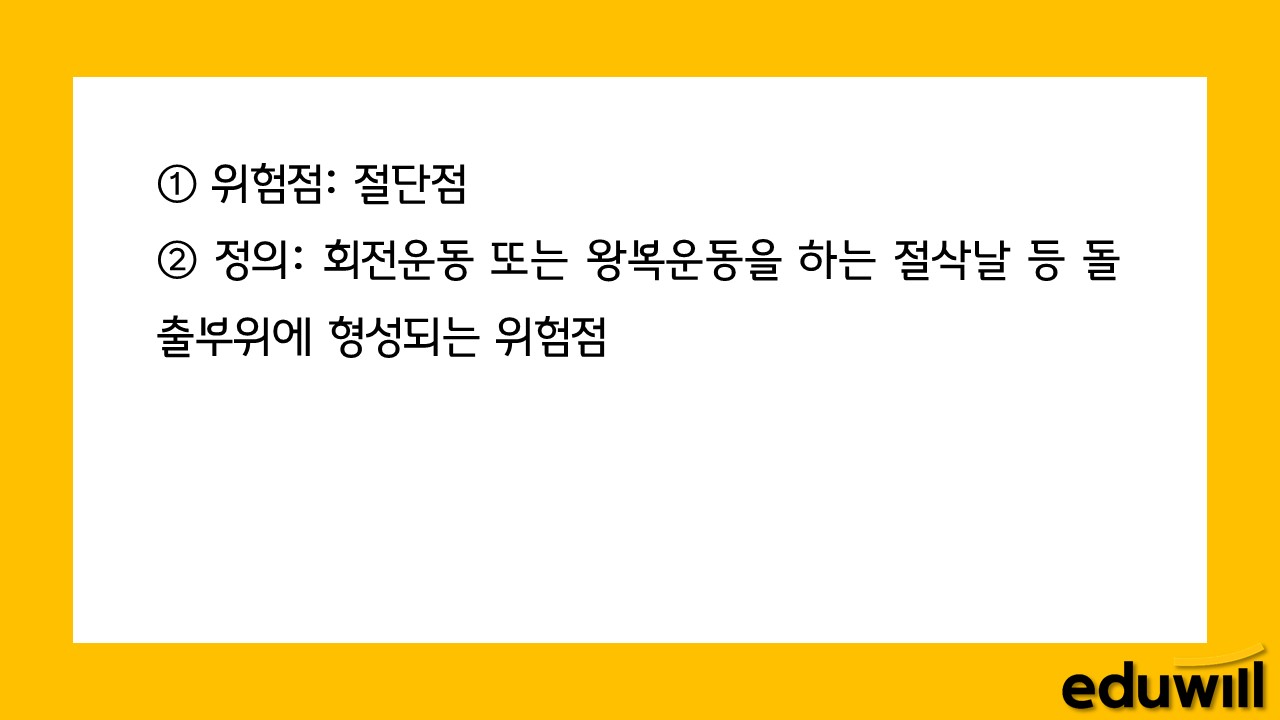 ① 위험점: 절단점
② 정의: 회전운동 또는 왕복운동을 하는 절삭날 등 돌
출부위에 형성되는 위험점
eduwill